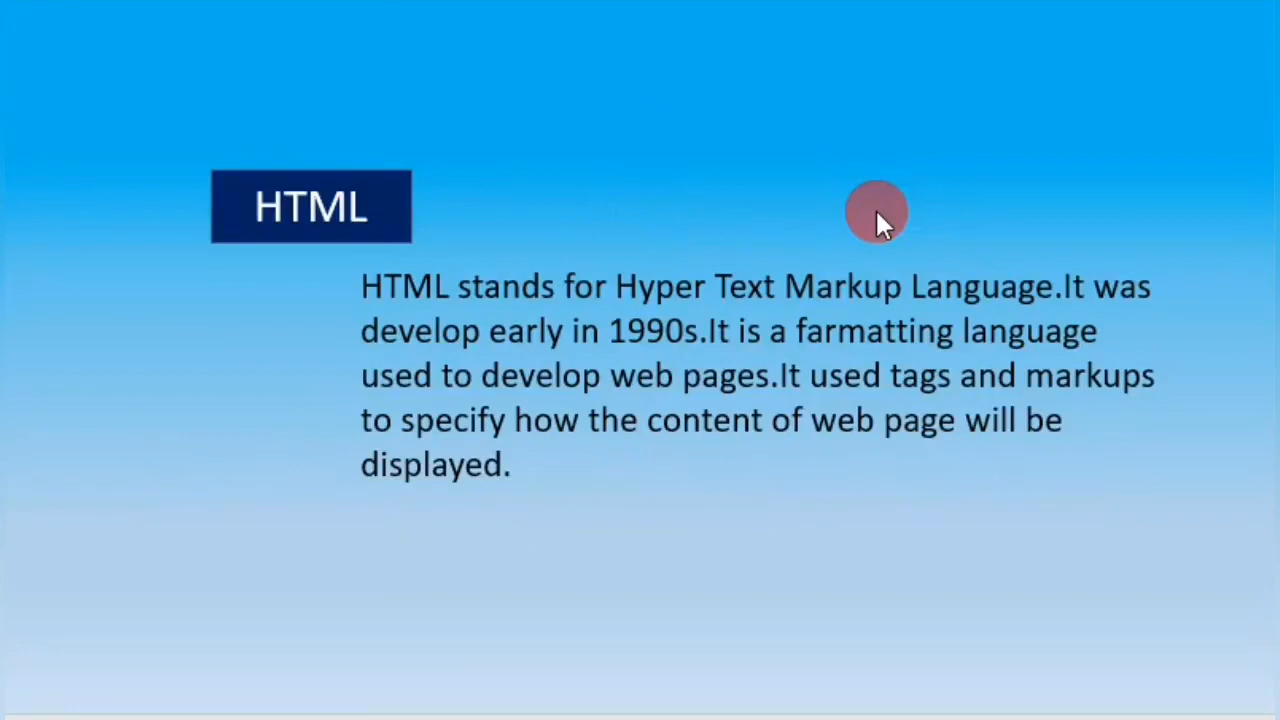 HTML
HTML stands for Hyper Text Markup Language.It was
develop early in 1990s.It is a farmatting language
used to develop web pages.It used tags and markups
to specify how the content of web page will be
displayed.